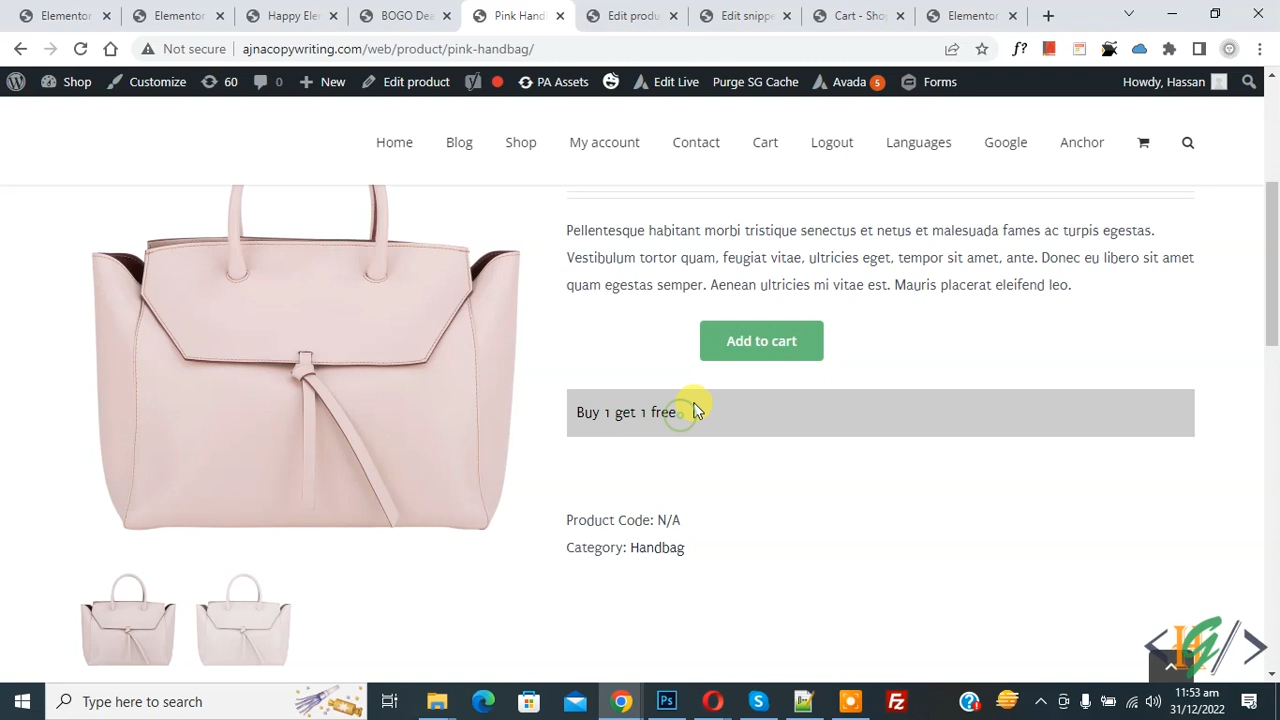 Elementor
Elementor
Happy Ele
BOGO Dea
Pink Hand
Edit produ
Edit snippe
Cart - Sho
Elementor
Not secure
ajnacopywriting.com/web/product/pink-handbag/
f?
Shop
Customize
60
0
New
Edit product
PA Assets
Edit Live
Purge SG Cache
Avada 5
Forms
Howdy, Hassan
Home
Blog
Shop
My account
Contact
Cart
Logout
Languages
Google
Anchor
Pellentesque habitant morbi tristique senectus et netus et malesuada fames ac turpis egestas.
Vestibulum tortor quam, feugiat vitae, ultricies eget, tempor sit amet, ante. Donec eu libero sit amet
quam egestas semper. Aenean ultricies mi vitae est. Mauris placerat eleifend leo.
Add to cart
Buy 1 get 1 free
Product Code: N/A
Category: Handbag
Type here to search
11:53 am
31/12/2022